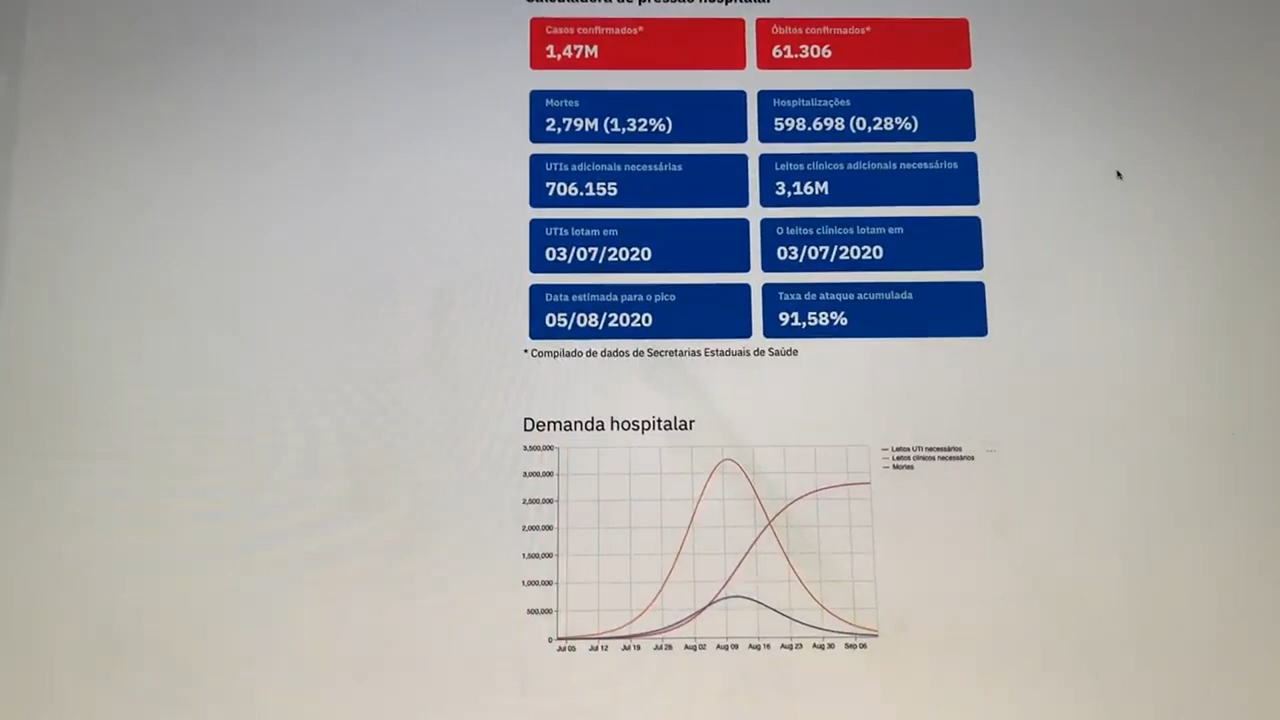 Calculadora de pressão hospitalar
Casos confirmados*
1,47M
Óbitos confirmados*
61.306
Mortes
2,79M (1,32%)
Hospitalizações
598.698 (0,28%)
UTIs adicionais necessárias
706.155
Leitos clínicos adicionais necessários
3,16M
UTIs lotam em
03/07/2020
O leitos clínicos lotam em
03/07/2020
Data estimada para o pico
05/08/2020
Taxa de ataque acumulada
91,58%
* Compilado de dados de Secretarias Estaduais de Saúde
Demanda hospitalar
3,500,000
3,000,000
2,500,000
2,000,000
1,500,000
1,000,000
500,000
0
Jul 05 Jul 12 Jul 19 Jul 26 Aug 02 Aug 09 Aug 16 Aug 23 Aug 30 Sep 06
Leitos UTI necessários
Leitos clínicos necessários
Mortes